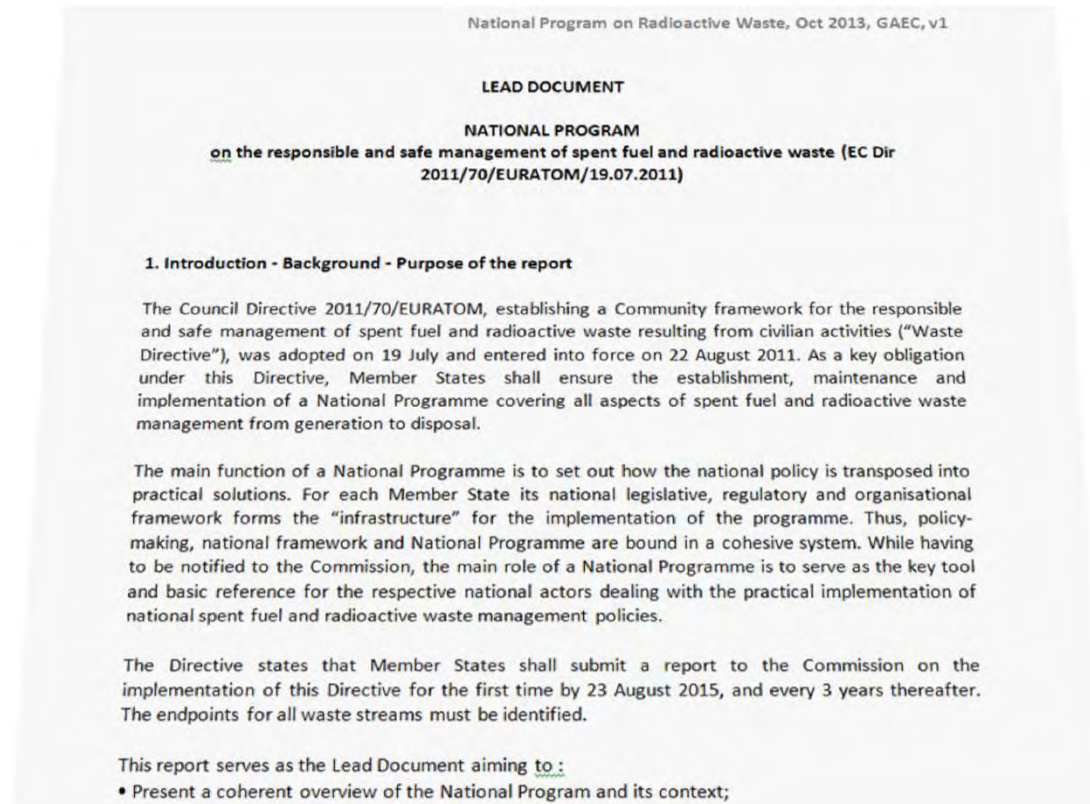 National Program on Radioactive Waste, Oct 2013, GAEC, v1
LEAD DOCUMENT
NATIONAL PROGRAM
on the responsible and safe management of spent fuel and radioactive waste (EC Dir
2011/70/EURATOM/19.07.2011)
1. Introduction - Background - Purpose of the report
The Council Directive 2011/70/EURATOM, establishing a Community framework for the responsible
and safe management of spent fuel and radioactive waste resulting from civilian activities (“Waste
Directive”), was adopted on 19 July and entered into force on 22 August 2011. As a key obligation
under this Directive, Member States shall ensure the establishment, maintenance and
implementation of a National Programme covering all aspects of spent fuel and radioactive waste
management from generation to disposal.
The main function of a National Programme is to set out how the national policy is transposed into
practical solutions. For each Member State its national legislative, regulatory and organisational
framework forms the “infrastructure” for the implementation of the programme. Thus, policy-
making, national framework and National Programme are bound in a cohesive system. While having
to be notified to the Commission, the main role of a National Programme is to serve as the key tool
and basic reference for the respective national actors dealing with the practical implementation of
national spent fuel and radioactive waste management policies.
The Directive states that Member States shall submit a report to the Commission on the
implementation of this Directive for the first time by 23 August 2015, and every 3 years thereafter.
The endpoints for all waste streams must be identified.
This report serves as the Lead Document aiming to :
• Present a coherent overview of the National Program and its context;